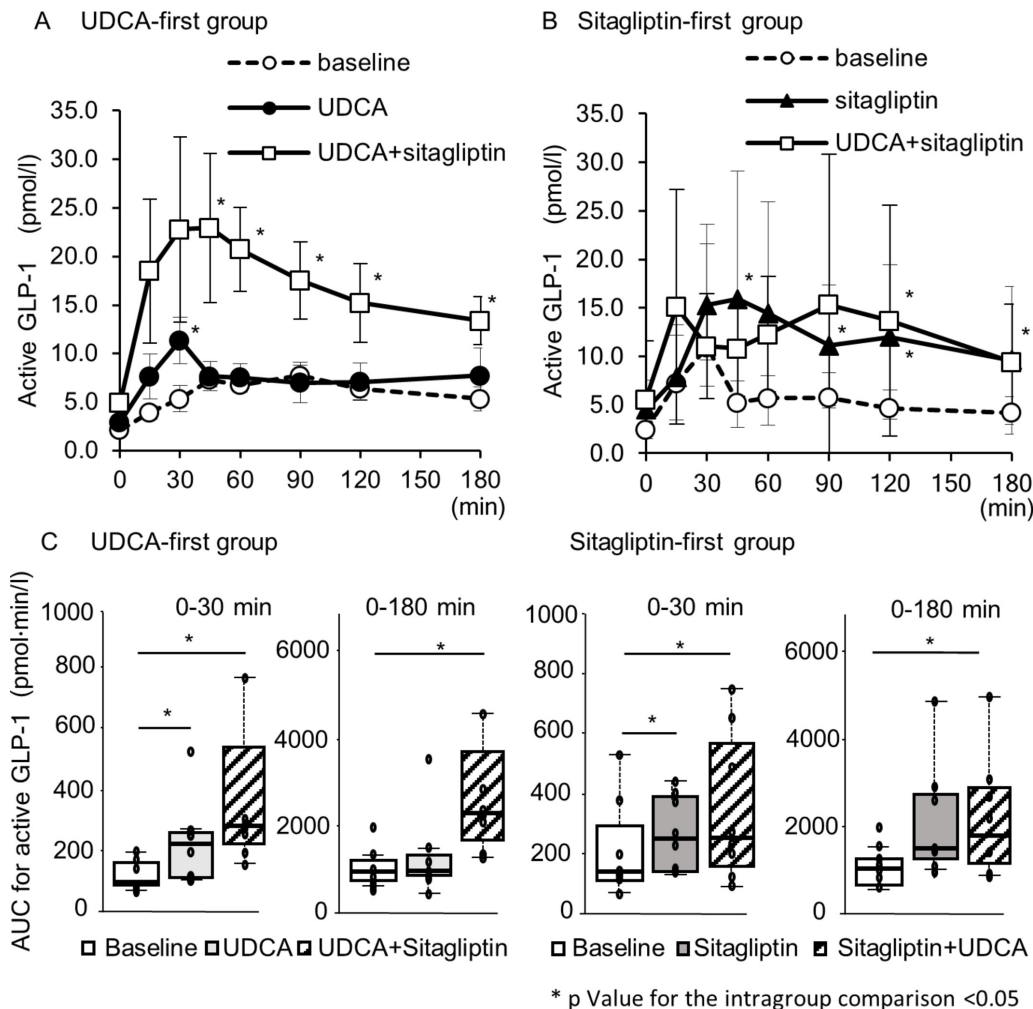 A UDCA-first group
baseline
UDCA
UDCA+sitagliptin
Active GLP-1 (pmol/l)
35.0
30.0
25.0
20.0
15.0
10.0
5.0
0.0
* * * * * * *
0 30 60 90 120 150 180
(min)
B Sitagliptin-first group
baseline
sitagliptin
UDCA+sitagliptin
Active GLP-1 (pmol/l)
35.0
30.0
25.0
20.0
15.0
10.0
5.0
0.0
* * * * * *
0 30 60 90 120 150 180
(min)
C UDCA-first group
AUC for active GLP-1 (pmol·min/l)
0-30 min
1000
800
600
400
200
0
*
*
0-180 min
6000
4000
2000
0
*
Baseline UDCA UDCA+Sitagliptin
Sitagliptin-first group
0-30 min
1000
800
600
400
200
0
*
*
0-180 min
6000
4000
2000
0
*
Baseline Sitagliptin Sitagliptin+UDCA
* p Value for the intragroup comparison <0.05